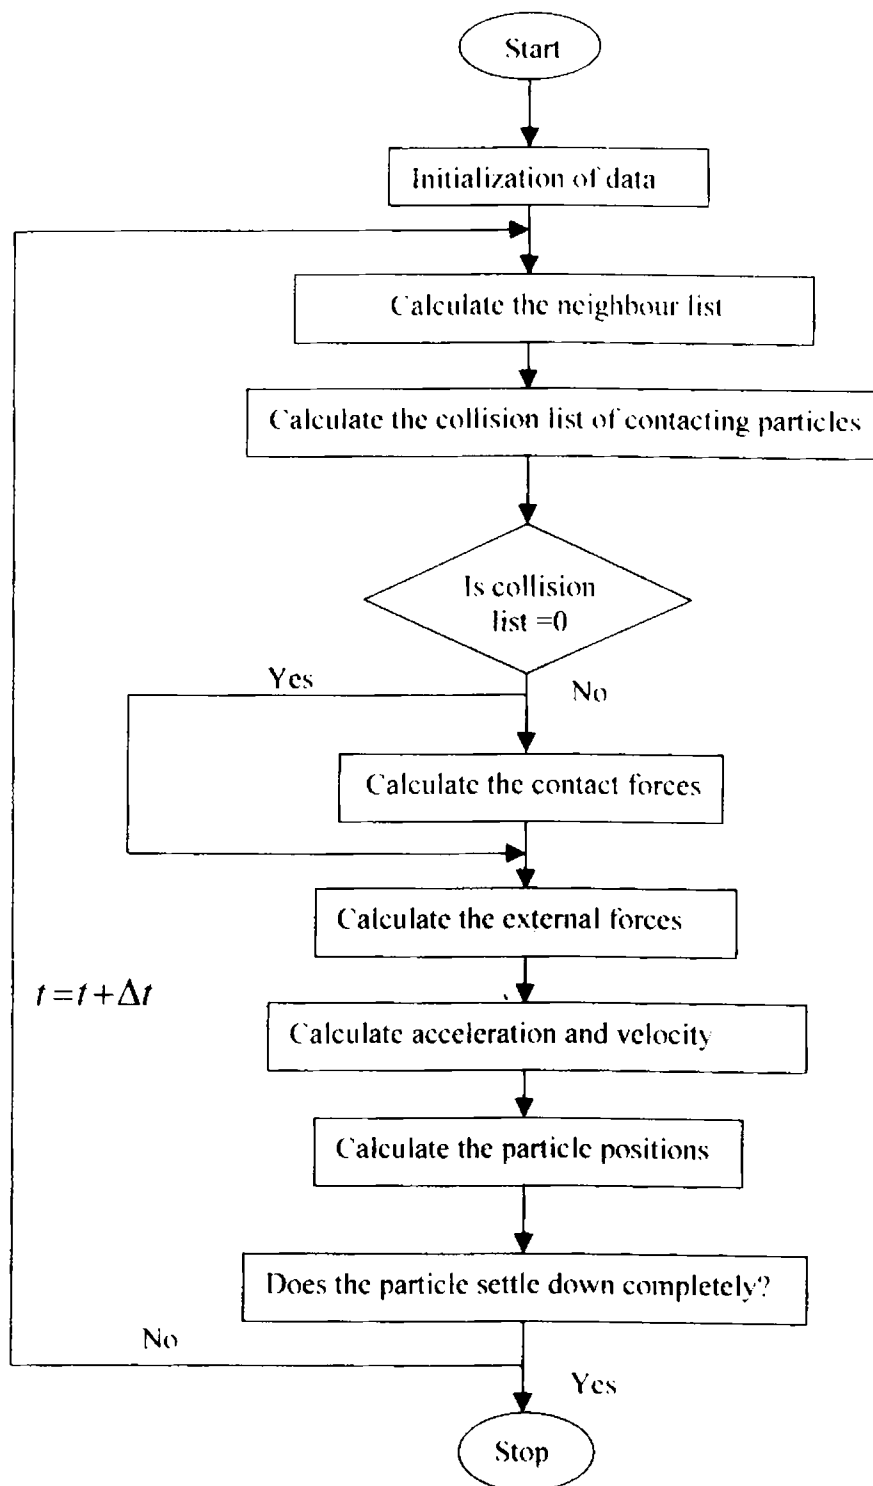 Start
Initialization of data
Calculate the neighbour list
Calculate the collision list of contacting particles
Is collision
list =0
Yes
No
Calculate the contact forces
Calculate the external forces
t=t+Δt
Calculate acceleration and velocity
Calculate the particle positions
Does the particle settle down completely?
No
Yes
Stop